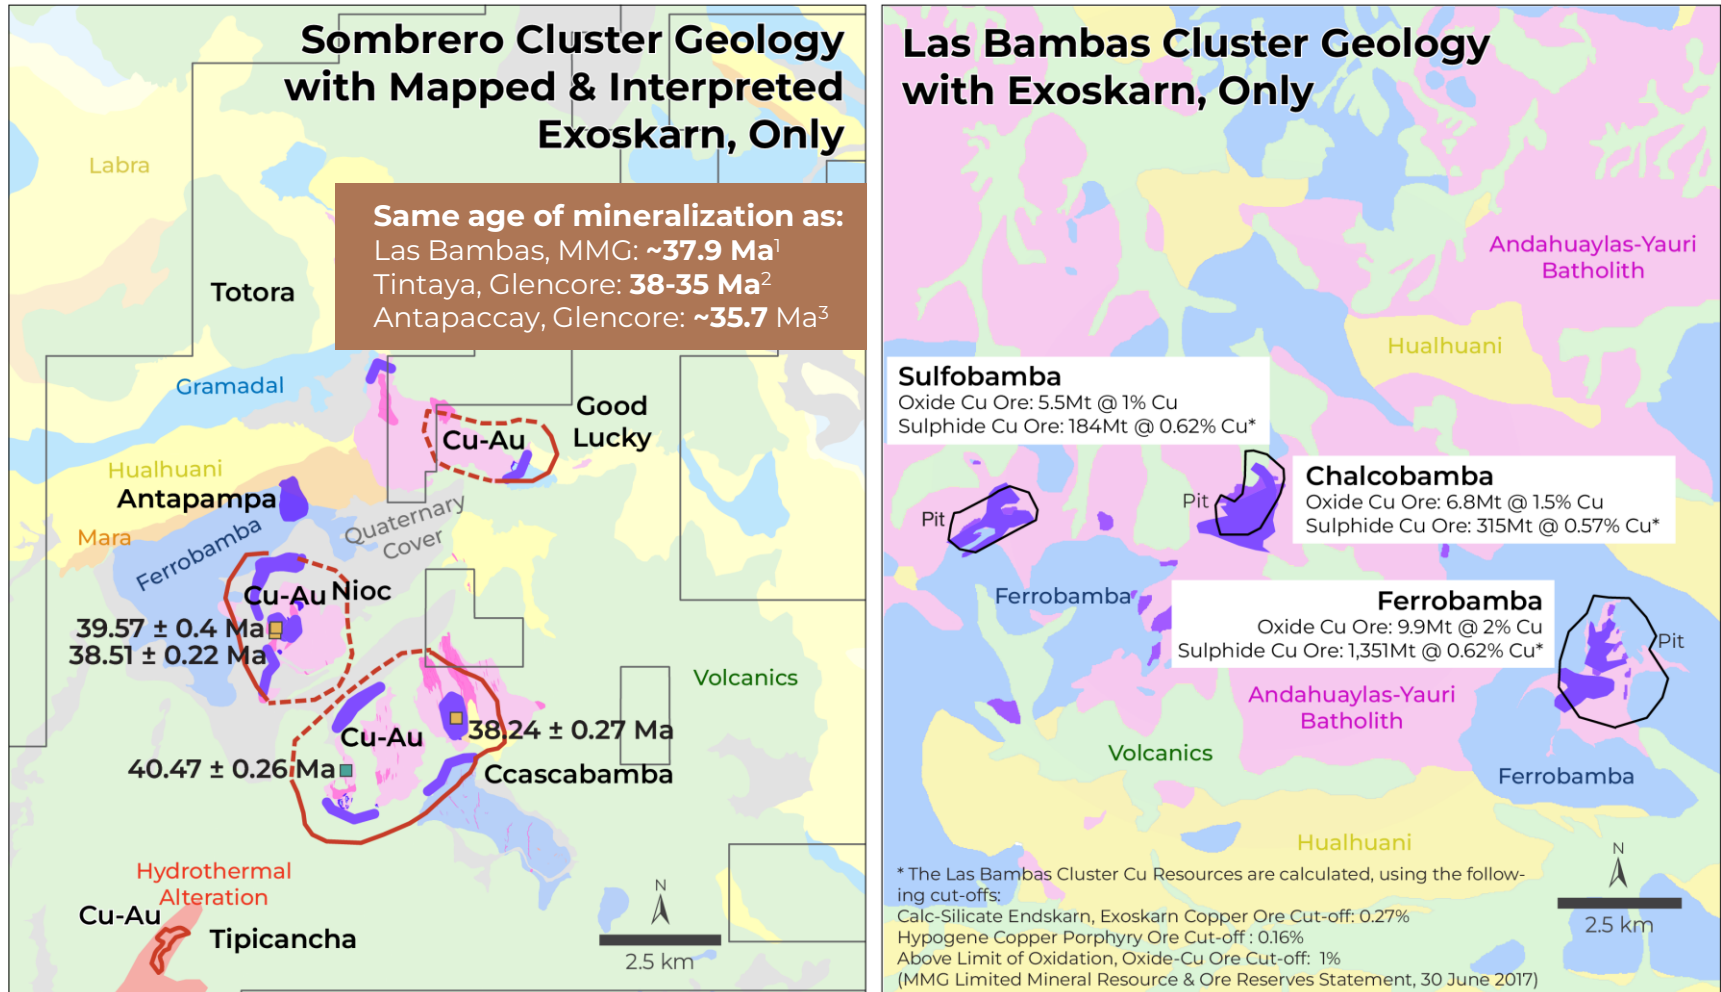 Sombrero Cluster Geology
with Mapped & Interpreted
Exoskarn, Only
Labra
Same age of mineralization as:
Las Bambas, MMG: ~37.9 Ma1
Tintaya, Glencore: 38-35 Ma2
Antapaccay, Glencore: ~35.7 Ma3
Totora
Gramadal
Good
Lucky
Cu-Au
Hualhuani
Antapampa
Mara
Ferrobamba
Quaternary
Cover
Cu-Au
Nioc
39.57 ± 0.4 Ma
38.51 ± 0.22 Ma
Volcanics
Cu-Au
38.24 ± 0.27 Ma
40.47 ± 0.26 Ma
Ccascabamba
Hydrothermal
Alteration
Cu-Au
Tipicancha
N
2.5 km
Las Bambas Cluster Geology
with Exoskarn, Only
Andahuaylas-Yauri
Batholith
Hualhuani
Sulfobamba
Oxide Cu Ore: 5.5Mt @ 1% Cu
Sulphide Cu Ore: 184Mt @ 0.62% Cu*
Pit
Pit
Chalcobamba
Oxide Cu Ore: 6.8Mt @ 1.5% Cu
Sulphide Cu Ore: 315Mt @ 0.57% Cu*
Ferrobamba
Ferrobamba
Oxide Cu Ore: 9.9Mt @ 2% Cu
Sulphide Cu Ore: 1,351Mt @ 0.62% Cu*
Pit
Andahuaylas-Yauri
Batholith
Volcanics
Ferrobamba
Hualhuani
* The Las Bambas Cluster Cu Resources are calculated, using the follow-
ing cut-offs:
Calc-Silicate Endskarn, Exoskarn Copper Ore Cut-off: 0.27%
Hypogene Copper Porphyry Ore Cut-off : 0.16%
Above Limit of Oxidation, Oxide-Cu Ore Cut-off: 1%
(MMG Limited Mineral Resource & Ore Reserves Statement, 30 June 2017)
N
2.5 km